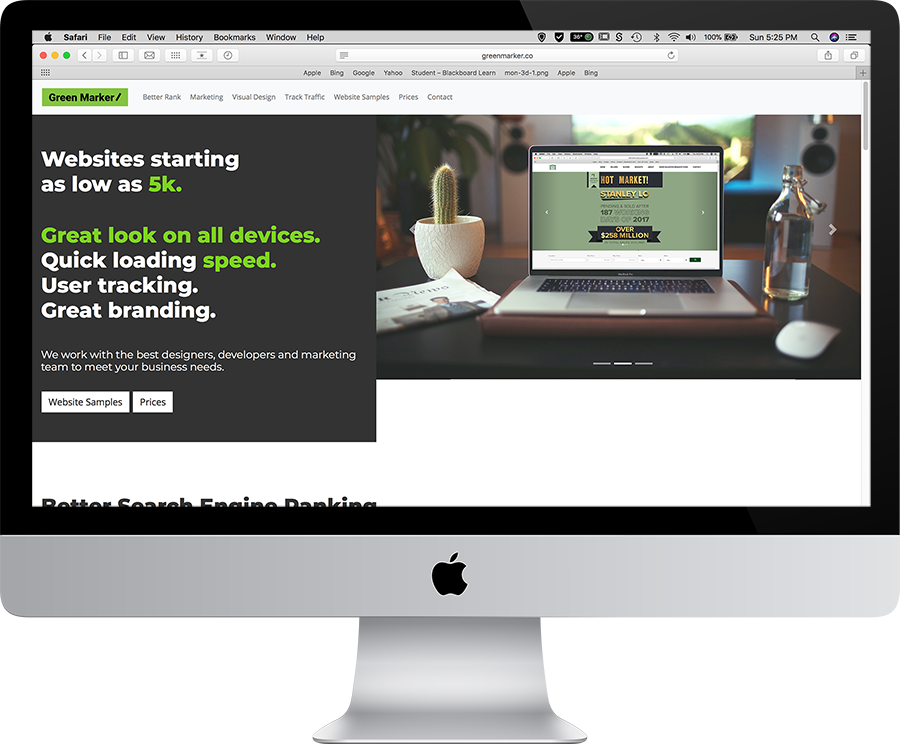 Safari File Edit View History Bookmarks Window Help 36° 100% Sun 5:25 PM
greenmarker.co
Apple Bing Google Yahoo Student – Blackboard Learn mon-3d-1.png Apple Bing
Green Marker/ Better Rank Marketing Visual Design Track Traffic Website Samples Prices Contact
Websites starting
as low as 5k.
Great look on all devices.
Quick loading speed.
User tracking.
Great branding.
We work with the best designers, developers and marketing
team to meet your business needs.
Website Samples Prices
HOT MARKET!
STANLEY LO
PENDING & SOLD AFTER
187 WORKING
DAYS OF 2017
OVER
$258 MILLION
Better Search Engine Ranking